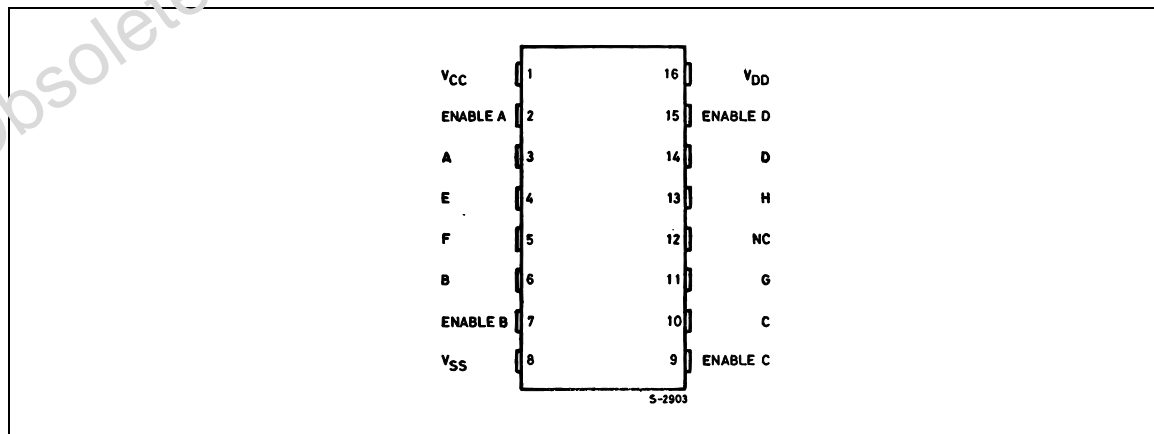 Obsolete
VCC 1 16 VDD
ENABLE A 2 15 ENABLE D
A 3 14 D
E 4 13 H
F 5 12 NC
B 6 11 G
ENABLE B 7 10 C
VSS 8 9 ENABLE C
S-2903